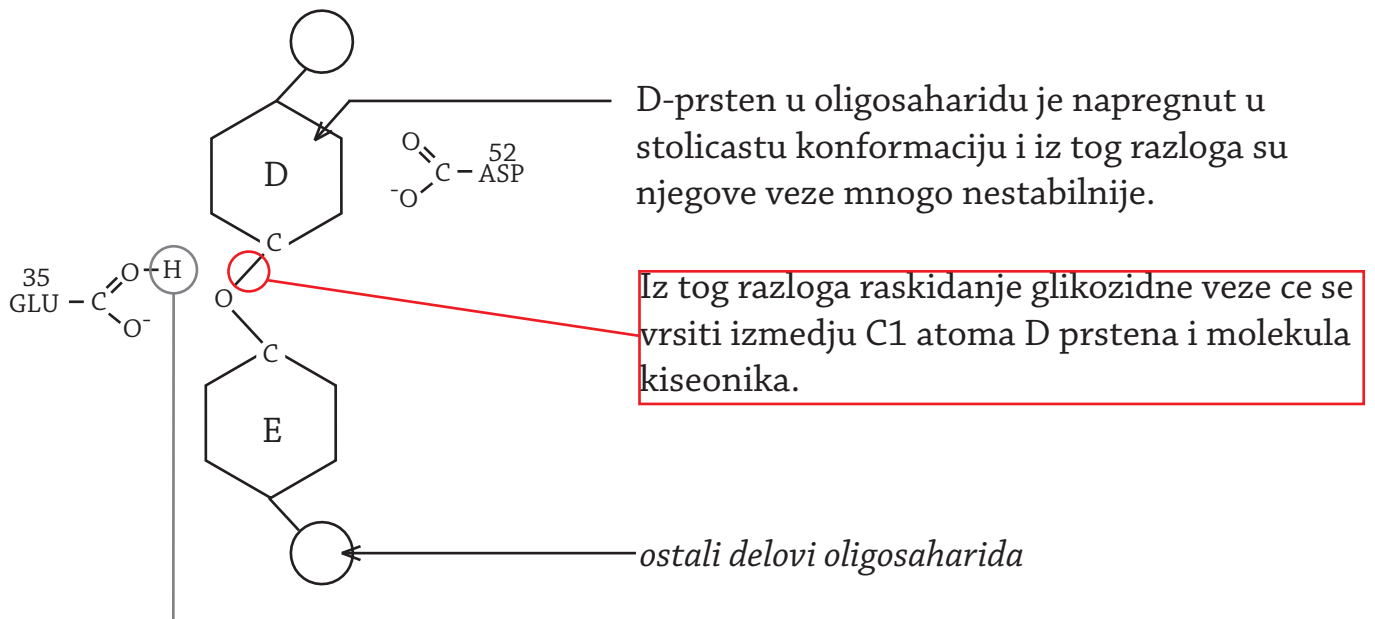 D-prsten u oligosaharidu je napregnut u
stolicastu konformaciju i iz tog razloga su
njegove veze mnogo nestabilnije.
D
O
C – ASP
52
-O
C
35
GLU – C
O–H
O-
O
Iz tog razloga raskidanje glikozidne veze ce se
vrsiti izmedju C1 atoma D prstena i molekula
kiseonika.
C
E
ostali delovi oligosaharida